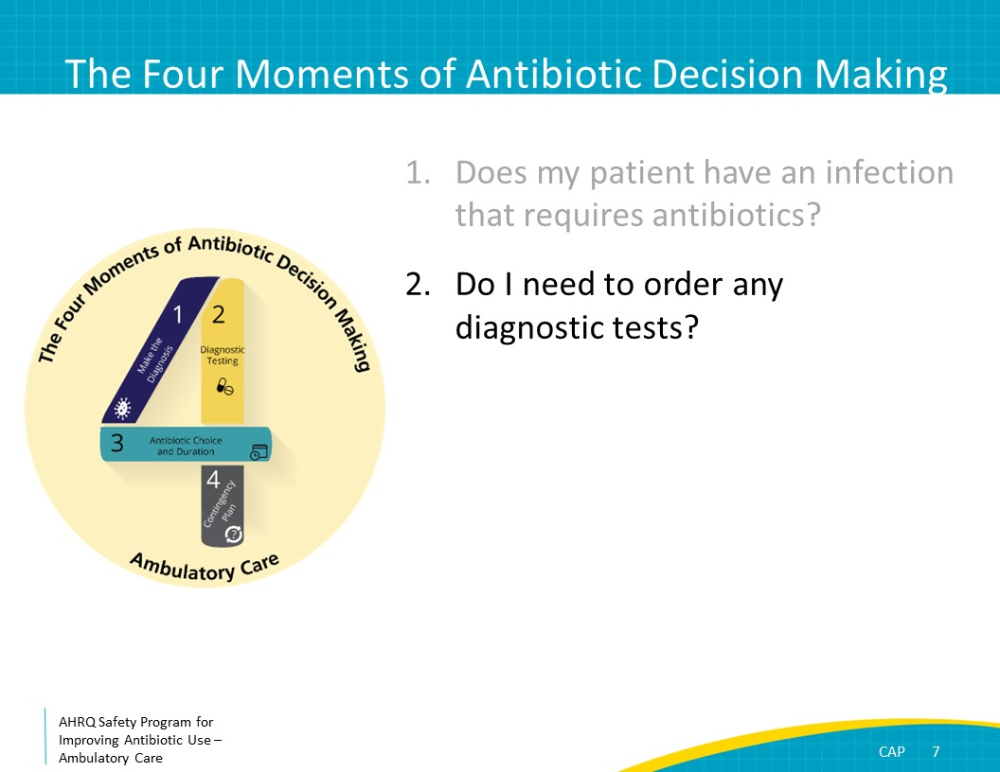 The Four Moments of Antibiotic Decision Making
1. Does my patient have an infection
that requires antibiotics?
2. Do I need to order any
diagnostic tests?
The Four Moments of Antibiotic Decision Making
1
Make the
Diagnosis
2
Diagnostic
Testing
3
Antibiotic Choice
and Duration
4
Contingency
Plan
?
Ambulatory Care
AHRQ Safety Program for
Improving Antibiotic Use –
Ambulatory Care
CAP 7